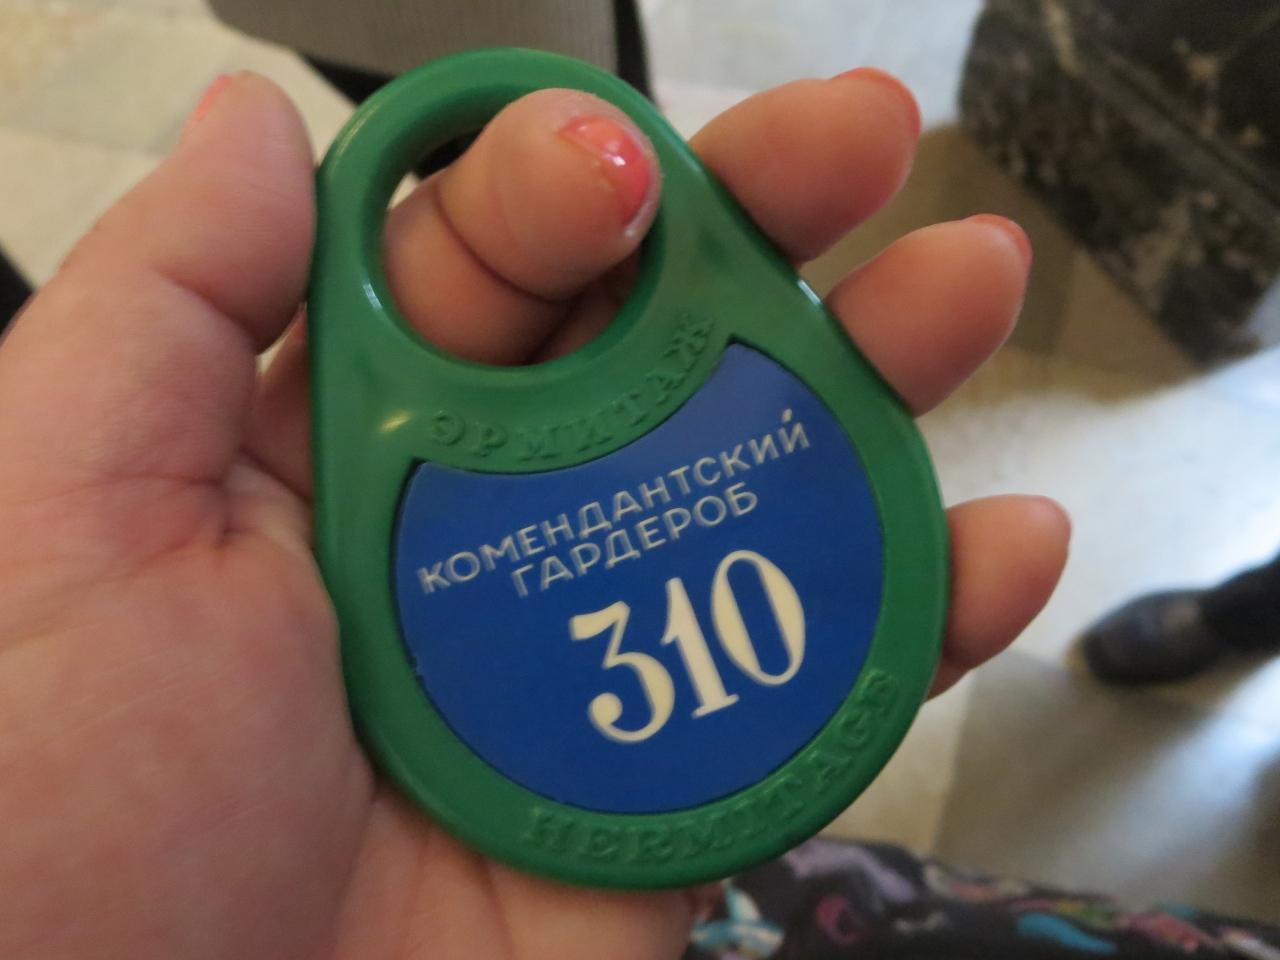 ЭРМИТАЖ
КОМЕНДАНТСКИЙ
ГАРДЕРОБ
310
HERMITAGE